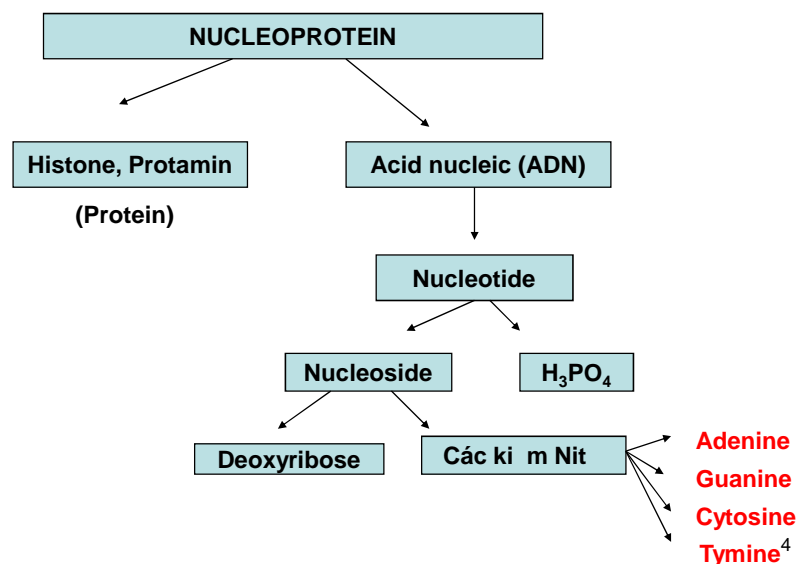 NUCLEOPROTEIN
Histone, Protamin
(Protein)
Acid nucleic (ADN)
Nucleotide
Nucleoside
H₃PO₄
Deoxyribose
Các ki m Nit
Adenine
Guanine
Cytosine
Tymine
4